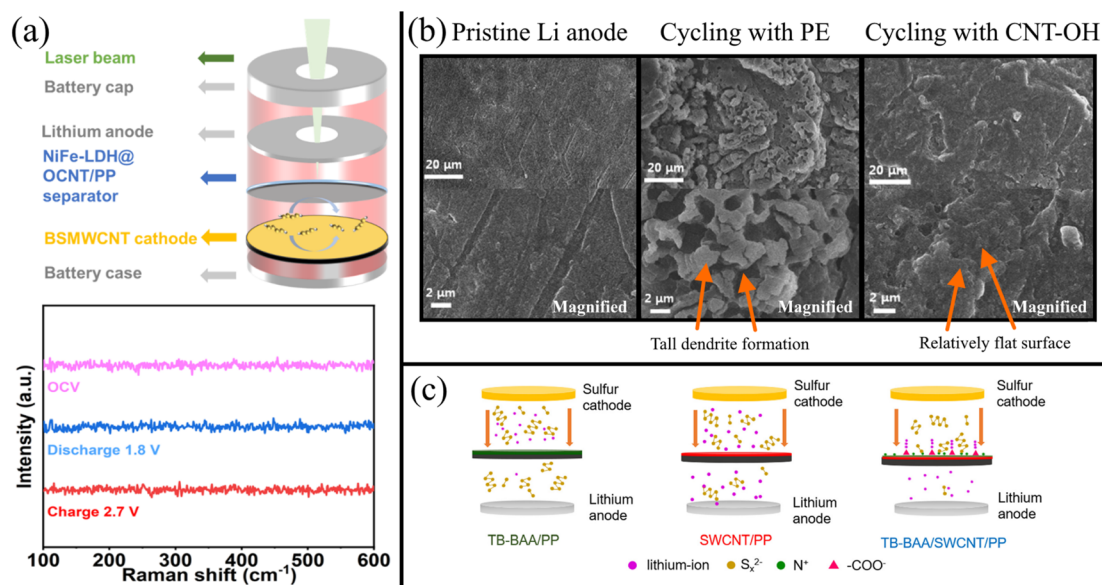 (a)
Laser beam
Battery cap
Lithium anode
NiFe-LDH@
OCNT/PP
separator
BSMWCNT cathode
Battery case
Intensity (a.u.)
OCV
Discharge 1.8 V
Charge 2.7 V
100 200 300 400 500 600
Raman shift (cm⁻¹)
(b)
Pristine Li anode Cycling with PE Cycling with CNT-OH
20 μm 20 μm 20 μm
2 μm Magnified 2 μm Magnified 2 μm Magnified
Tall dendrite formation Relatively flat surface
(c)
Sulfur
cathode
Lithium
anode
TB-BAA/PP
Sulfur
cathode
Lithium
anode
SWCNT/PP
Sulfur
cathode
Lithium
anode
TB-BAA/SWCNT/PP
lithium-ion Sₓ²⁻ N⁺ -COO⁻